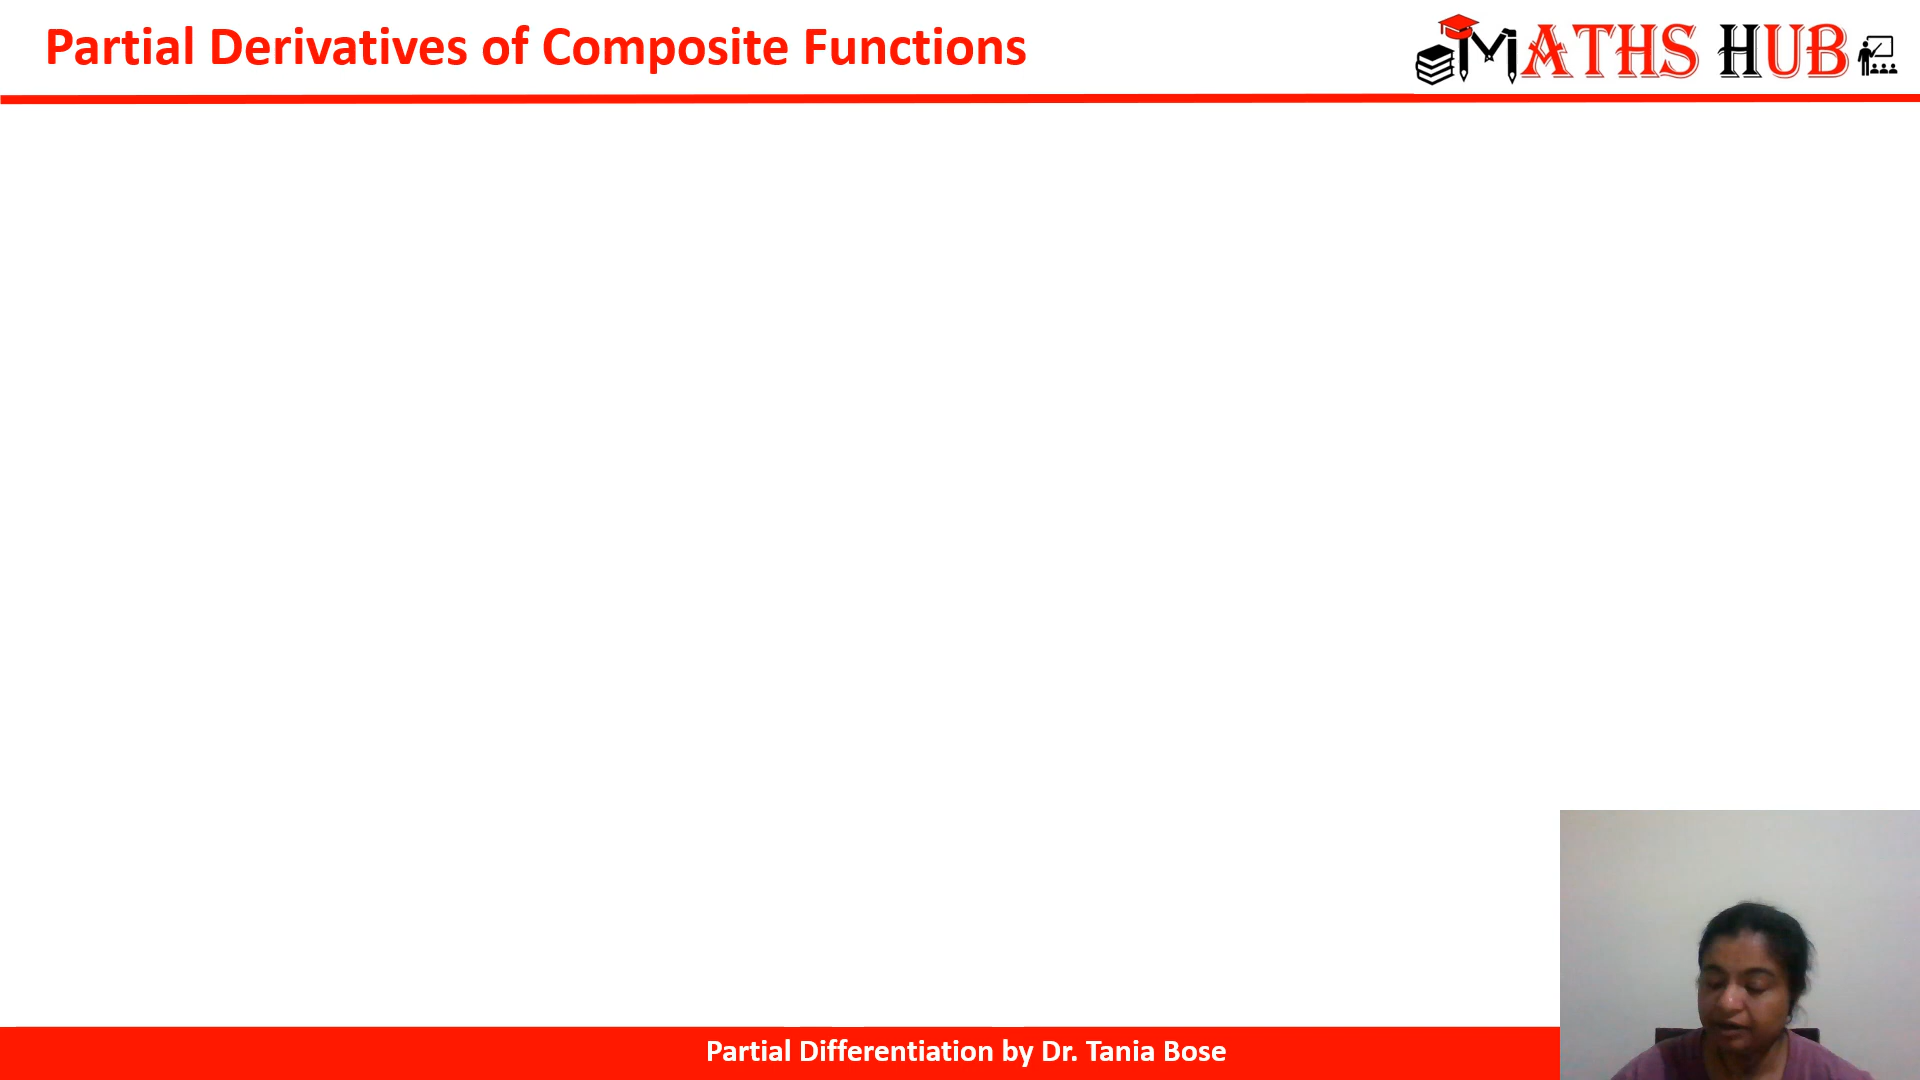 Partial Derivatives of Composite Functions
MATHS HUB
Partial Differentiation by Dr. Tania Bose